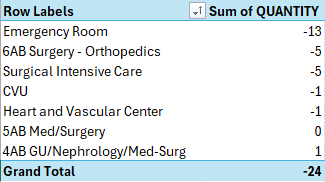 Row Labels Sum of QUANTITY
Emergency Room -13
6AB Surgery - Orthopedics -5
Surgical Intensive Care -5
CVU -1
Heart and Vascular Center -1
5AB Med/Surgery 0
4AB GU/Nephrology/Med-Surg 1
Grand Total -24